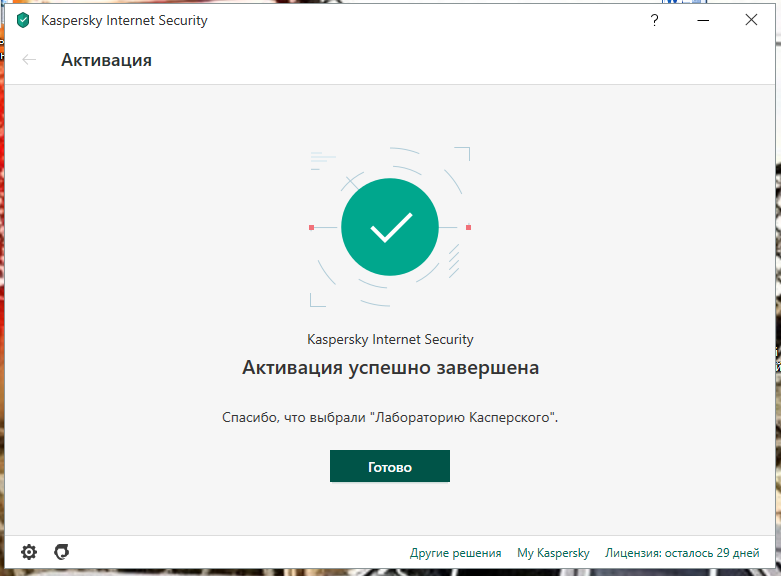 Kaspersky Internet Security
?
Активация
Kaspersky Internet Security
Активация успешно завершена
Спасибо, что выбрали "Лабораторию Касперского".
Готово
Другие решения My Kaspersky Лицензия: осталось 29 дней